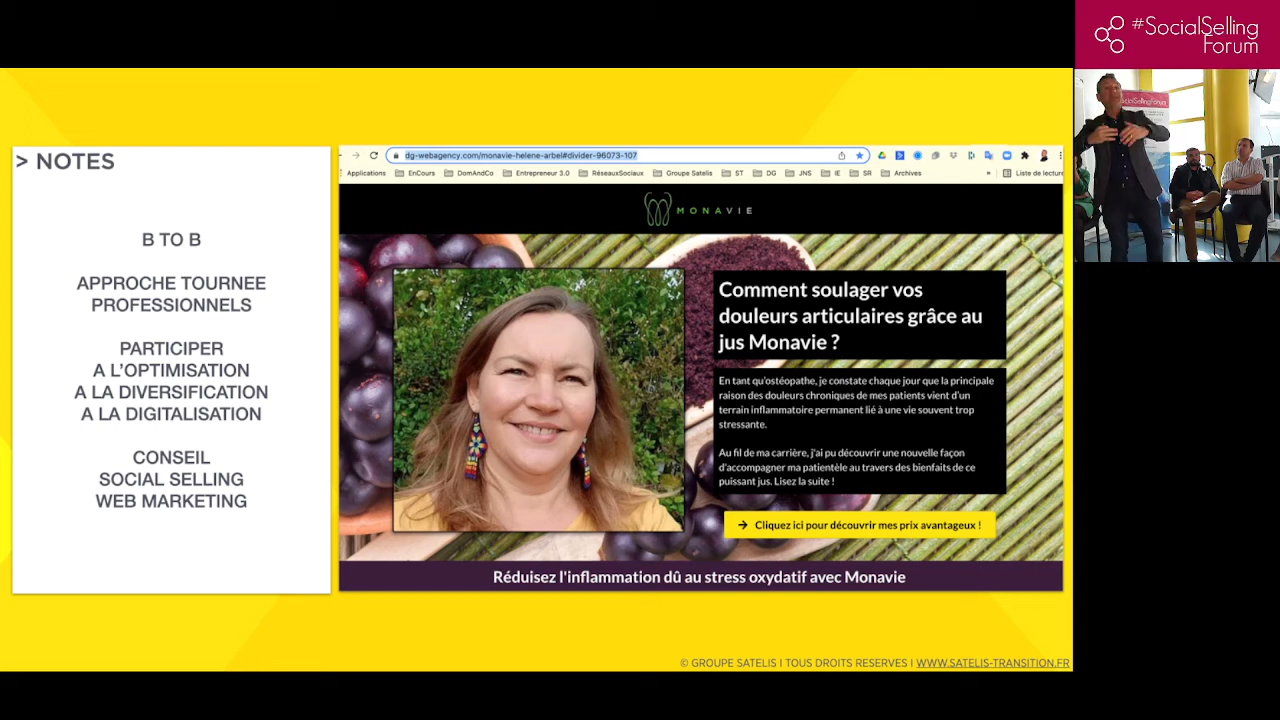 #SocialSelling
Forum
SocialSellingForum
> NOTES
B TO B
APPROCHE TOURNEE
PROFESSIONNELS
PARTICIPER
A L'OPTIMISATION
A LA DIVERSIFICATION
A LA DIGITALISATION
CONSEIL
SOCIAL SELLING
WEB MARKETING
dg-webagency.com/monavie-helene-arbel#divider-96073-107
Applications
EnCours
DomAndCo
Entrepreneur 3.0
RéseauxSociaux
Groupe Satelis
ST
DG
JNS
IE
SR
Archives
»
Liste de lecture
MONAVIE
Comment soulager vos
douleurs articulaires grâce au
jus Monavie ?
En tant qu'ostéopathe, je constate chaque jour que la principale
raison des douleurs chroniques de mes patients vient d'un
terrain inflammatoire permanent lié à une vie souvent trop
stressante.
Au fil de ma carrière, j'ai pu découvrir une nouvelle façon
d'accompagner ma patientèle au travers des bienfaits de ce
puissant jus. Lisez la suite !
→ Cliquez ici pour découvrir mes prix avantageux !
Réduisez l'inflammation dû au stress oxydatif avec Monavie
© GROUPE SATELIS I TOUS DROITS RESERVES I WWW.SATELIS-TRANSITION.FR